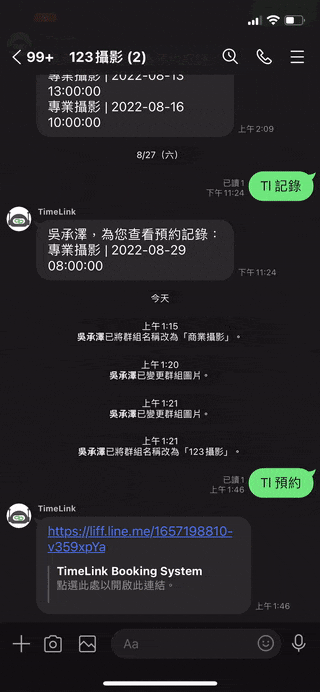 99+ 123攝影 (2)
專業攝影 | 2022-08-13
13:00:00
專業攝影 | 2022-08-16
10:00:00
上午 2:09
8/27（六）
已讀 1
下午 11:24
TI 記錄
TimeLink
吳承澤，為您查看預約記錄：
專業攝影 | 2022-08-29
08:00:00
下午 11:24
今天
上午 1:15
吳承澤已將群組名稱改為「商業攝影」。
上午 1:20
吳承澤已變更群組圖片。
上午 1:21
吳承澤已變更群組圖片。
上午 1:21
吳承澤已將群組名稱改為「123攝影」。
已讀 1
上午 1:46
TI 預約
TimeLink
https://liff.line.me/1657198810-
v359xpYa
TimeLink Booking System
點選此處以開啟此連結。
上午 1:46
Aa